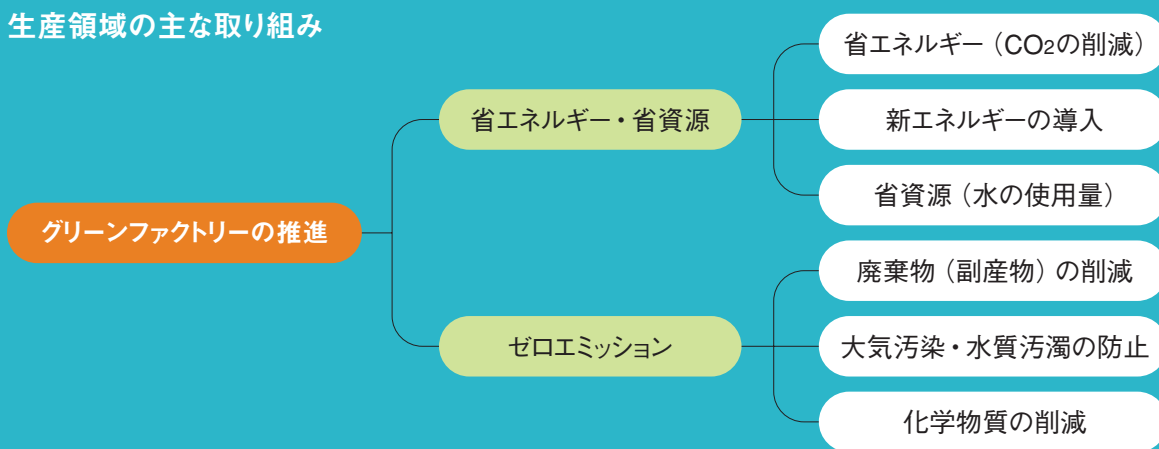 生産領域の主な取り組み
グリーンファクトリーの推進
省エネルギー・省資源
省エネルギー（CO2の削減）
新エネルギーの導入
省資源（水の使用量）
ゼロエミッション
廃棄物（副産物）の削減
大気汚染・水質汚濁の防止
化学物質の削減